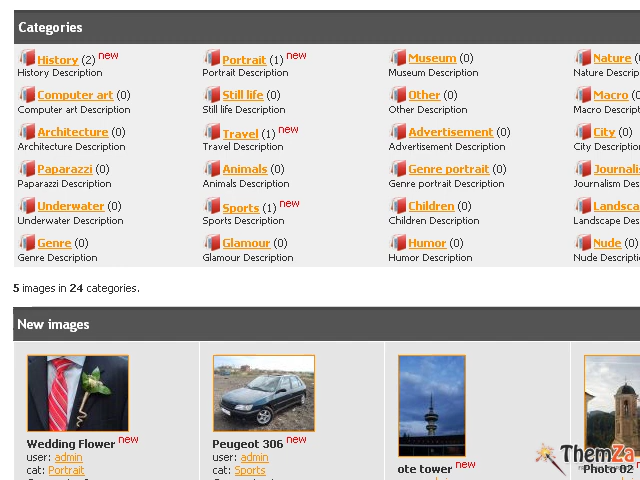 Categories
History (2) new Portrait (1) new Museum (0) Nature
History Description Portrait Description Museum Description Nature Descrip
Computer art (0) Still life (0) Other (0) Macro
Computer art Description Still life Description Other Description Macro Descri
Architecture (0) Travel (1) new Advertisement (0) City (
Architecture Description Travel Description Advertisement Description City Description
Paparazzi (0) Animals (0) Genre portrait (0) Journali
Paparazzi Description Animals Description Genre portrait Description Journalism Des
Underwater (0) Sports (1) new Children (0) Landsca
Underwater Description Sports Description Children Description Landscape Des
Genre (0) Glamour (0) Humor (0) Nude (0)
Genre Description Glamour Description Humor Description Nude Description
5 images in 24 categories.
New images
Wedding Flower new Peugeot 306 new ote tower new Photo 02 new
user: admin user: admin
cat: Portrait cat: Sports
ThemZa